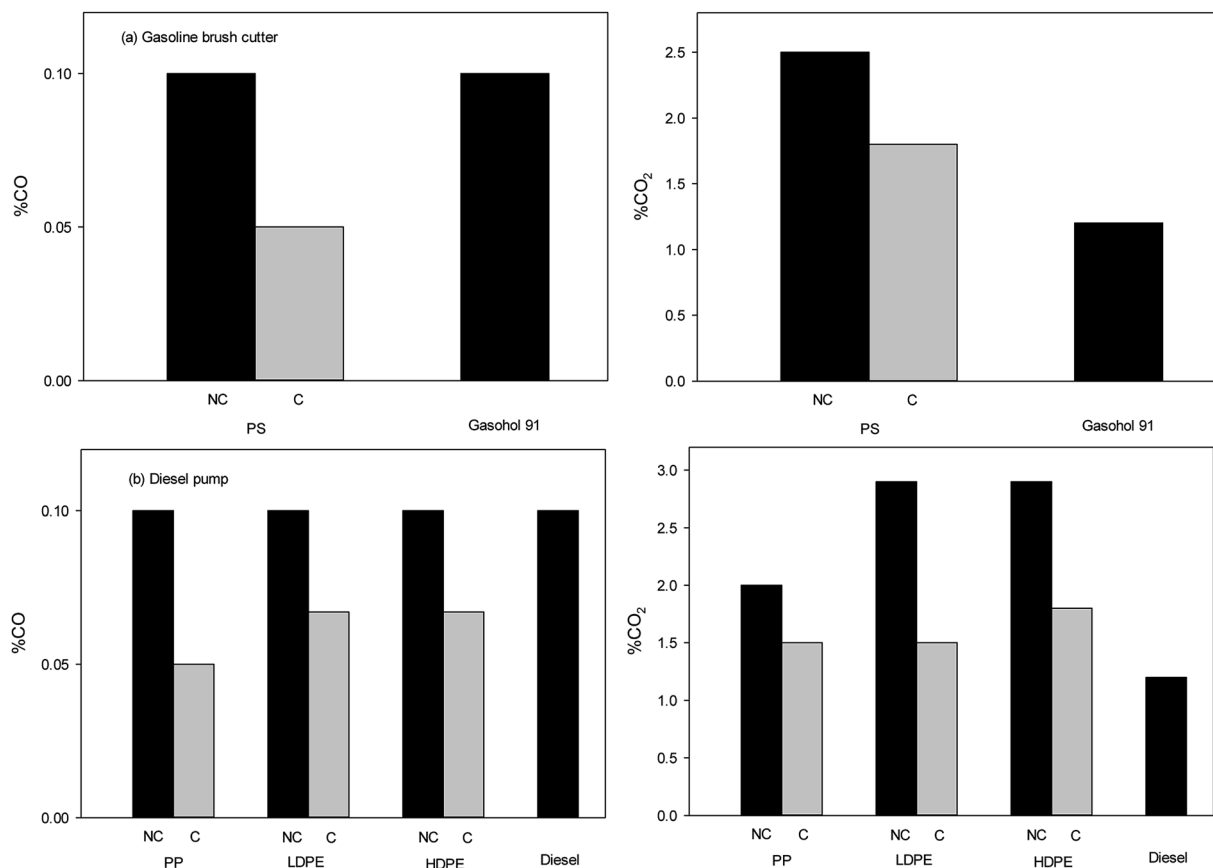 (a) Gasoline brush cutter
%CO
0.10
0.05
0.00
NC C
PS Gasohol 91
%CO2
2.5
2.0
1.5
1.0
0.5
0.0
NC C
PS Gasohol 91
(b) Diesel pump
%CO
0.10
0.05
0.00
NC C NC C NC C
PP LDPE HDPE Diesel
%CO2
3.0
2.5
2.0
1.5
1.0
0.5
0.0
NC C NC C NC C
PP LDPE HDPE Diesel